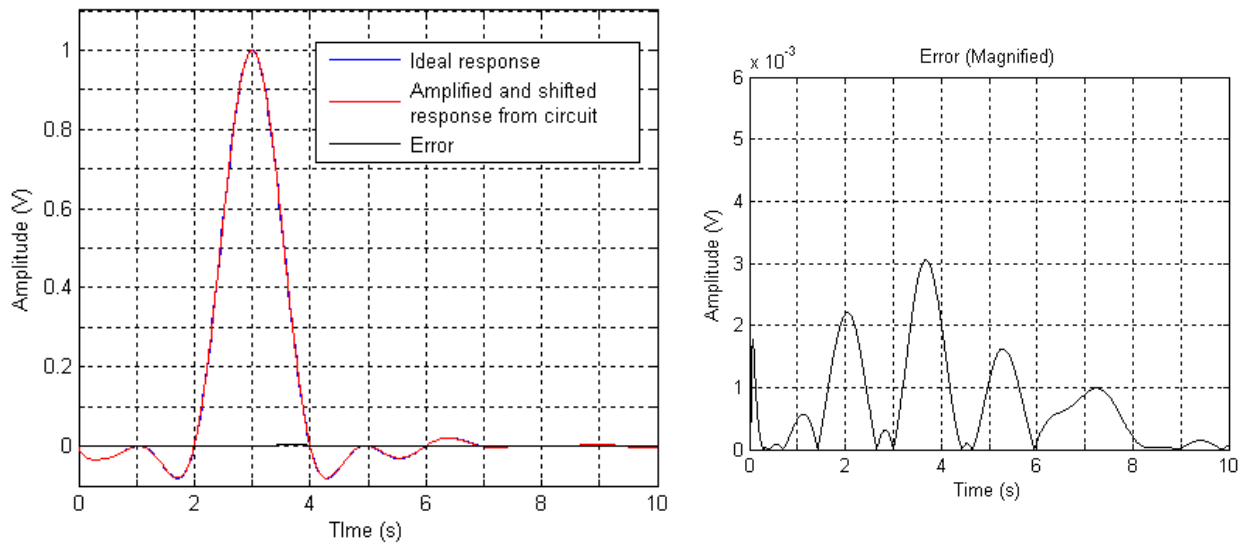 1
0.8
0.6
0.4
0.2
0
0 2 4 6 8 10
Amplitude (V)
TIme (s)
Ideal response
Amplified and shifted
response from circuit
Error
Error (Magnified)
x 10⁻³
6
5
4
3
2
1
0
0 2 4 6 8 10
Amplitude (V)
Time (s)